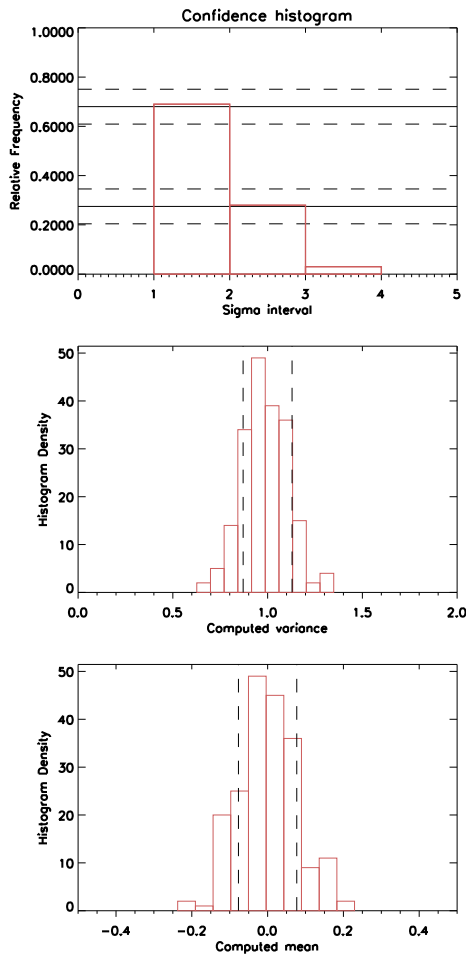 Confidence histogram
1.0000
0.8000
0.6000
0.4000
0.2000
0.0000
Relative Frequency
0 1 2 3 4 5
Sigma interval
50
40
30
20
10
0
Histogram Density
0.0 0.5 1.0 1.5 2.0
Computed variance
50
40
30
20
10
0
Histogram Density
−0.4 −0.2 0.0 0.2 0.4
Computed mean